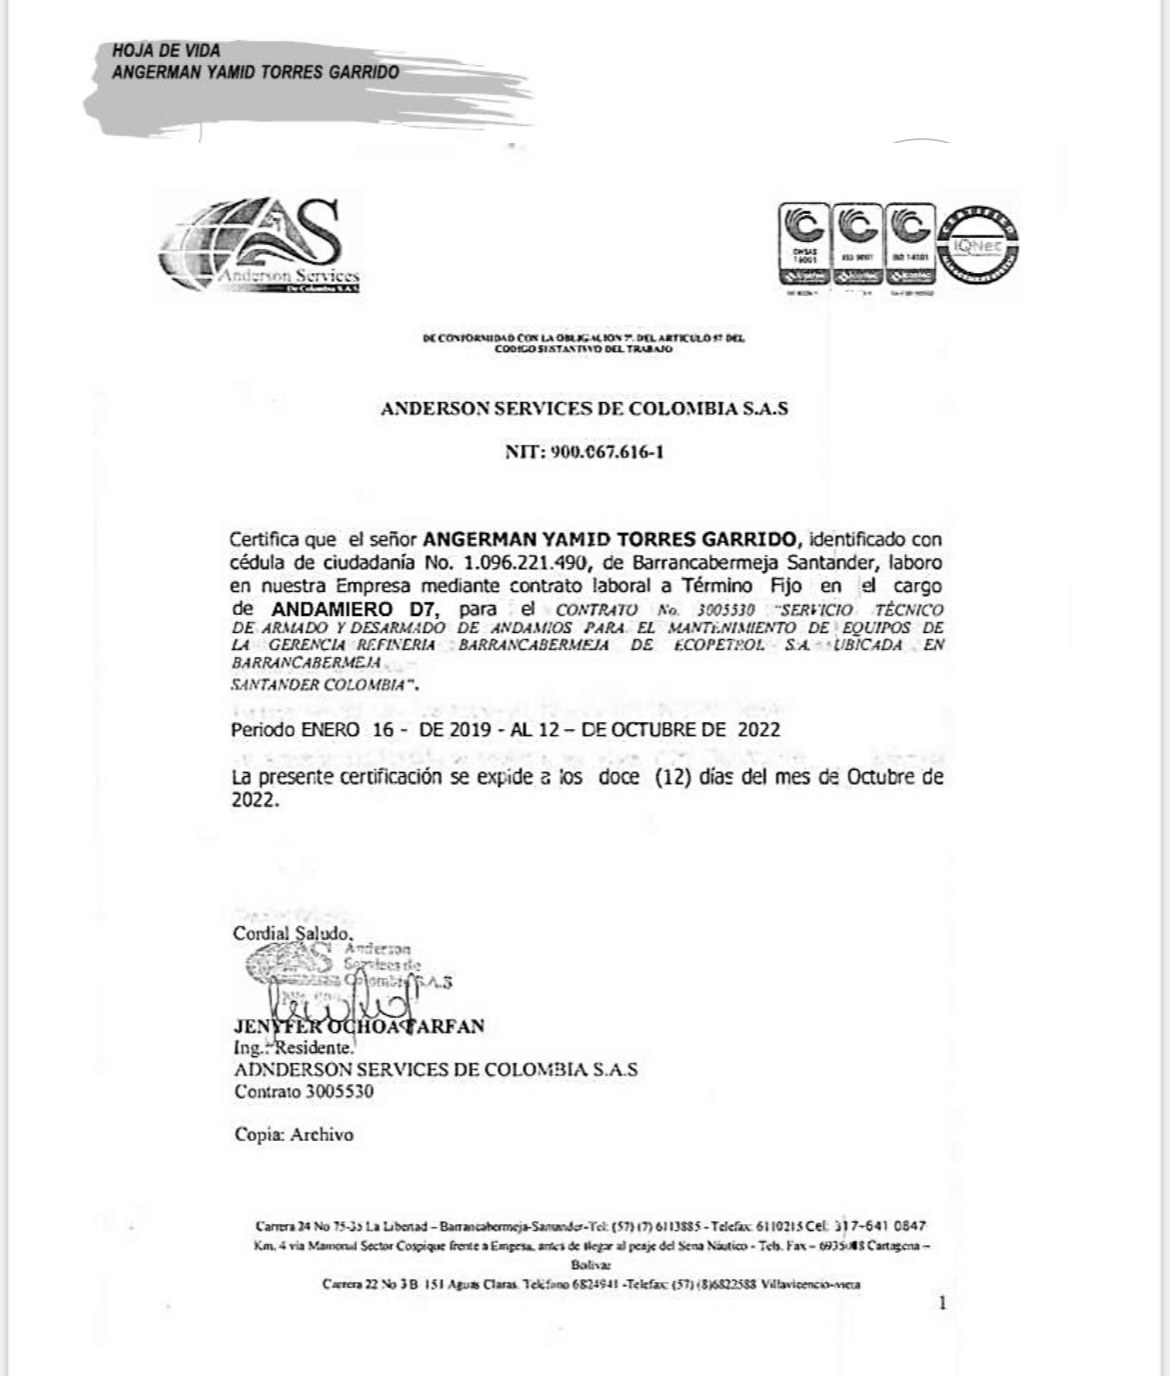 HOJA DE VIDA
ANGERMAN YAMID TORRES GARRIDO
AS
Anderson Services
De Colombia S.A.S
OHSAS
18001
ISO 9001
ISO 14001
CERTIFIED
IQNet
DE CONFORMIDAD CON LA OBLIGACION 7ª. DEL ARTICULO 57 DEL
CODIGO SUSTANTIVO DEL TRABAJO
ANDERSON SERVICES DE COLOMBIA S.A.S
NIT: 900.067.616-1
Certifica que el señor ANGERMAN YAMID TORRES GARRIDO, identificado con
cédula de ciudadanía No. 1.096.221.490, de Barrancabermeja Santander, laboro
en nuestra Empresa mediante contrato laboral a Término Fijo en el cargo
de ANDAMIERO D7, para el CONTRATO No. 3005530 "SERVICIO TÉCNICO
DE ARMADO Y DESARMADO DE ANDAMIOS PARA EL MANTENIMIENTO DE EQUIPOS DE
LA GERENCIA REFINERIA BARRANCABERMEJA DE ECOPETROL S.A. UBICADA EN
BARRANCABERMEJA
SANTANDER COLOMBIA".
Periodo ENERO 16 - DE 2019 - AL 12 – DE OCTUBRE DE 2022
La presente certificación se expide a los doce (12) días del mes de Octubre de
2022.
Cordial Saludo,
AS Anderson
Services de
Colombia S.A.S
JENYFER OCHOA TARFAN
Ing.: Residente.
ADNDERSON SERVICES DE COLOMBIA S.A.S
Contrato 3005530
Copia: Archivo
Carrera 24 No 75-35 La Libertad – Barrancabermeja-Santander-Tel: (57) (7) 6113885 - Telefax: 6110215 Cel: 317-641 0847
Km. 4 via Mamonal Sector Cospique frente a Empesa, antes de llegar al peaje del Sena Náutico - Tels. Fax – Cartagena –
Bolivar
Carrera 22 No 3B 151 Aguas Claras. Teléfono 6824941 -Telefax: (57) (8)6822588 Villavicencio-meta
1